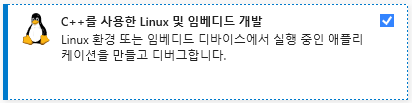 C++를 사용한 Linux 및 임베디드 개발
Linux 환경 또는 임베디드 디바이스에서 실행 중인 애플리
케이션을 만들고 디버그합니다.